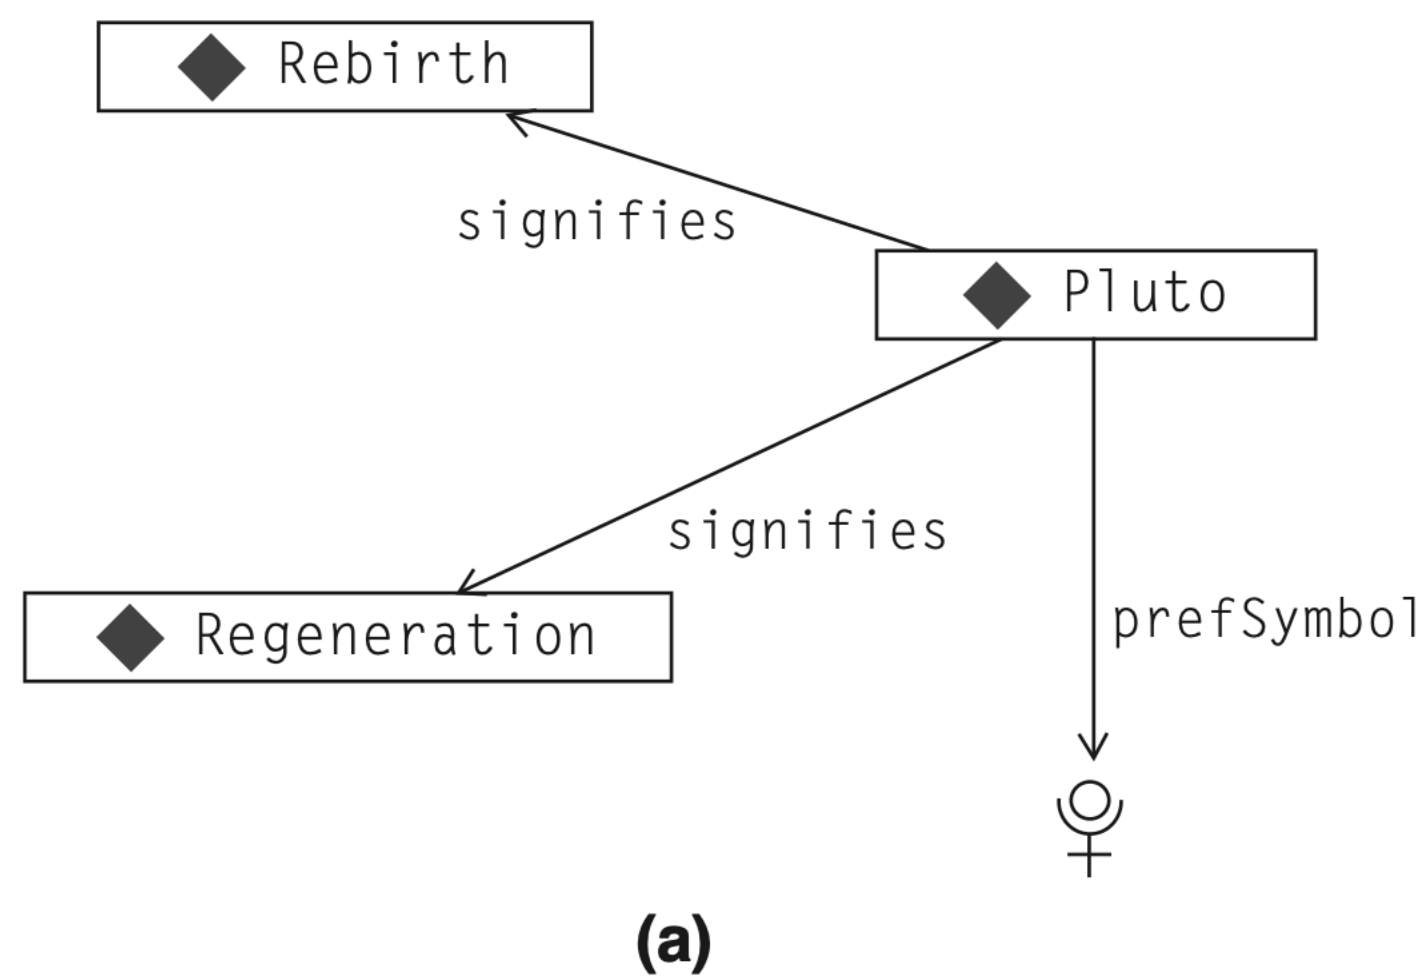 Rebirth
signifies
Pluto
signifies
prefSymbol
Regeneration
(a)